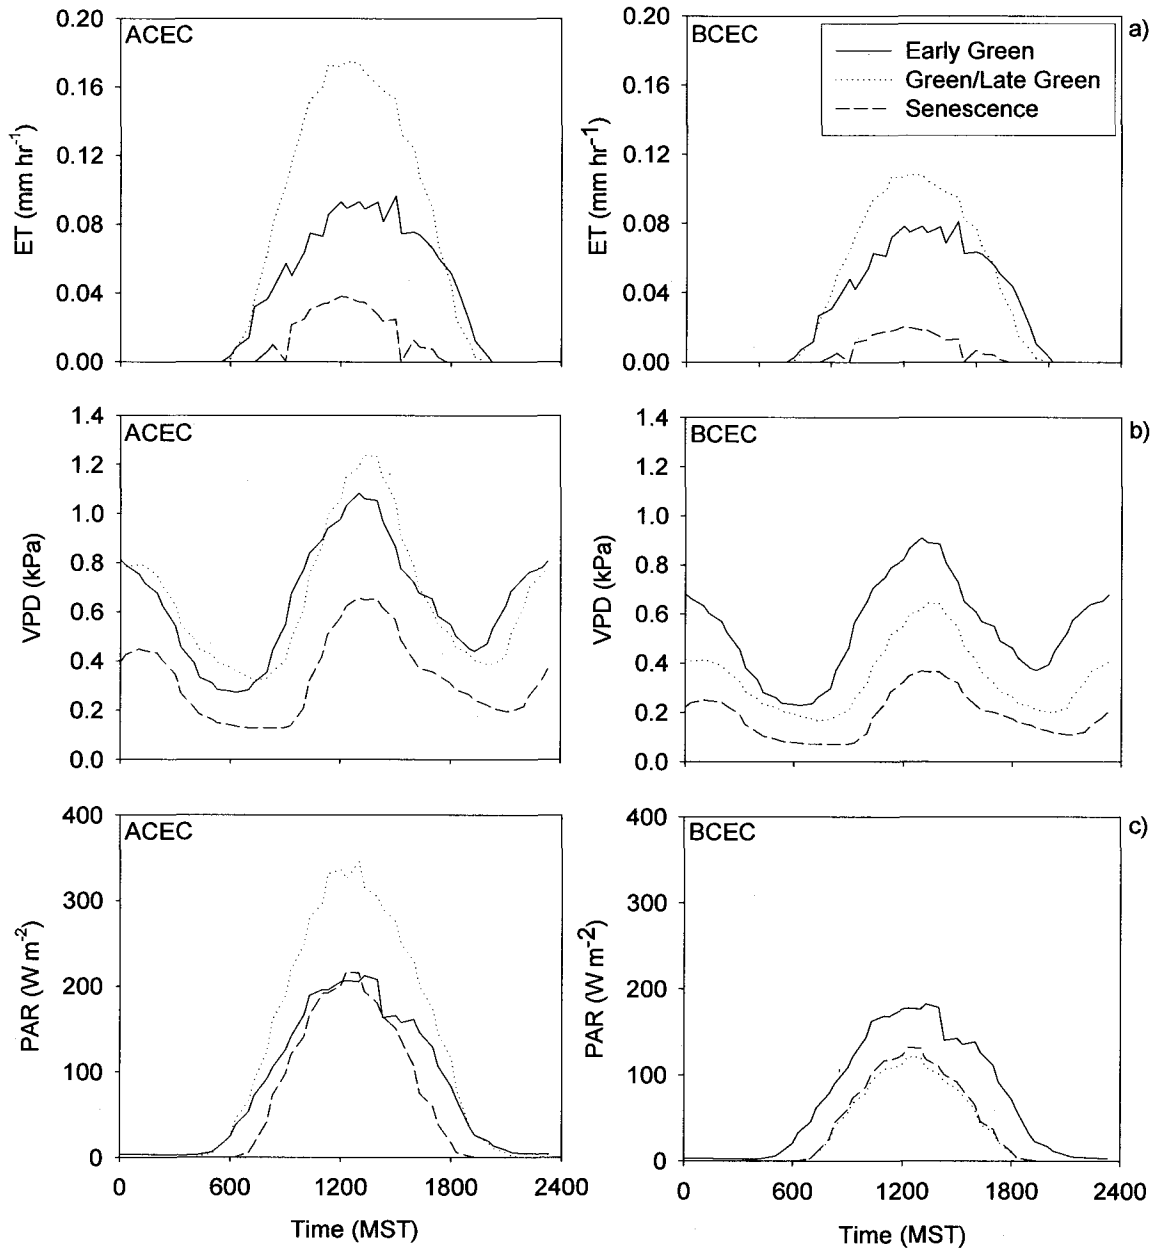 ACEC
BCEC
a)
Early Green
Green/Late Green
Senescence
0.20
0.16
0.12
0.08
0.04
0.00
ET (mm hr⁻¹)
0.20
0.16
0.12
0.08
0.04
0.00
ET (mm hr⁻¹)
ACEC
BCEC
b)
1.4
1.2
1.0
0.8
0.6
0.4
0.2
0.0
VPD (kPa)
1.4
1.2
1.0
0.8
0.6
0.4
0.2
0.0
VPD (kPa)
ACEC
BCEC
c)
400
300
200
100
0
PAR (W m⁻²)
400
300
200
100
0
PAR (W m⁻²)
0 600 1200 1800 2400
Time (MST)
0 600 1200 1800 2400
Time (MST)